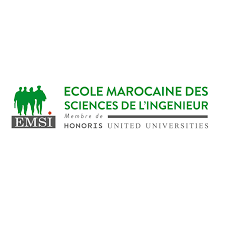 ECOLE MAROCAINE DES
SCIENCES DE L'INGENIEUR
Membre de
HONORIS UNITED UNIVERSITIES
EMSI